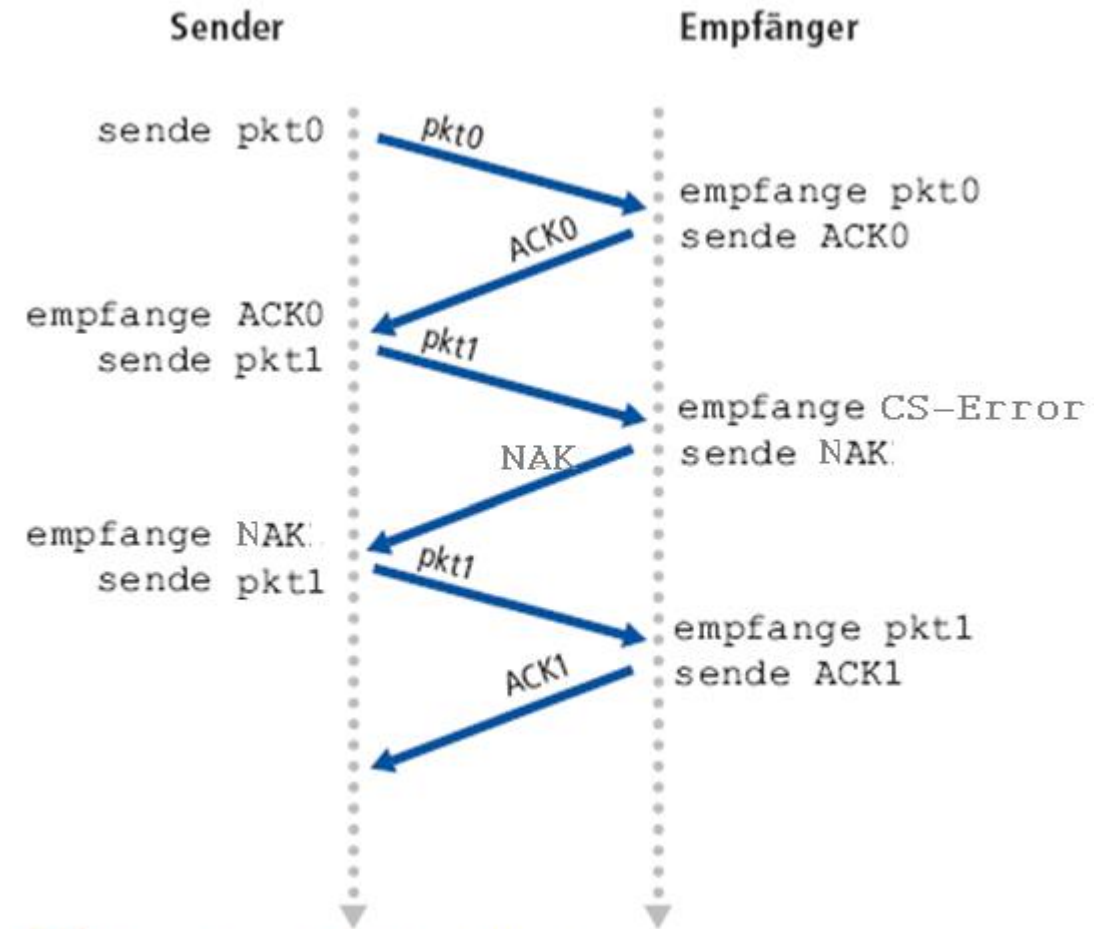 Sender
Empfänger
sende pkt0
pkt0
empfange pkt0
sende ACK0
ACK0
empfange ACK0
sende pkt1
pkt1
empfange CS-Error
sende NAK
NAK
empfange NAK
sende pkt1
pkt1
empfange pkt1
sende ACK1
ACK1